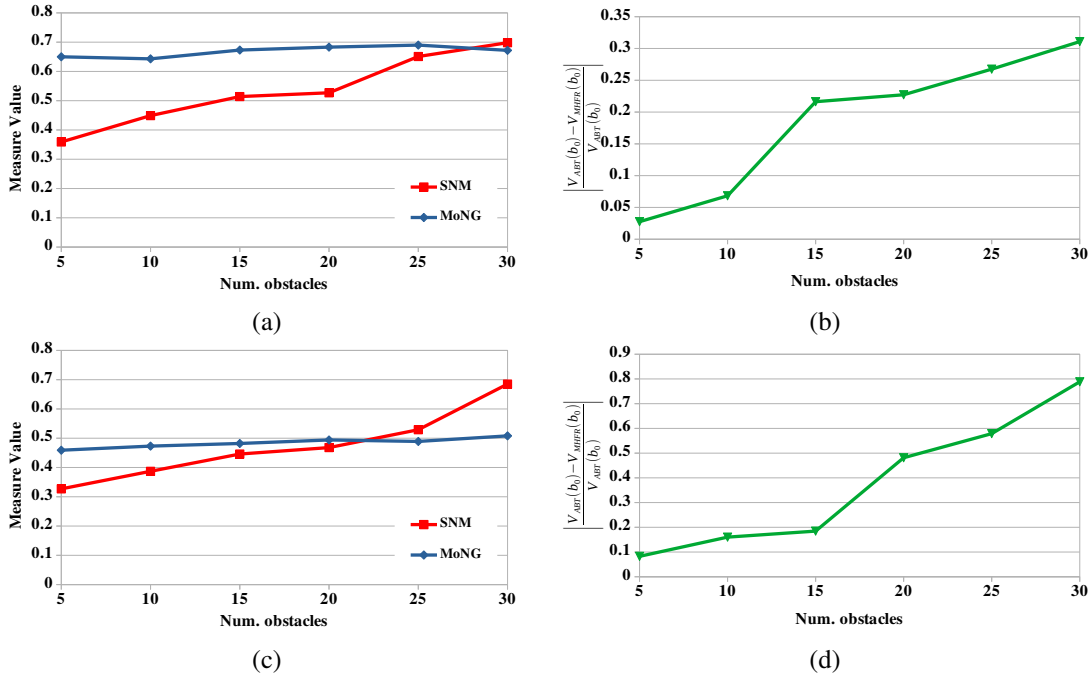 0.8
0.7
0.6
0.5
0.4
0.3
0.2
0.1
0
Measure Value
SNM
MoNG
5 10 15 20 25 30
Num. obstacles
(a)
0.35
0.3
0.25
0.2
0.15
0.1
0.05
0
|V_ABT(b_0) − V_MHFR(b_0)|
V_ABT(b_0)
5 10 15 20 25 30
Num. obstacles
(b)
0.8
0.7
0.6
0.5
0.4
0.3
0.2
0.1
0
Measure Value
SNM
MoNG
5 10 15 20 25 30
Num. obstacles
(c)
0.9
0.8
0.7
0.6
0.5
0.4
0.3
0.2
0.1
0
|V_ABT(b_0) − V_MHFR(b_0)|
V_ABT(b_0)
5 10 15 20 25 30
Num. obstacles
(d)